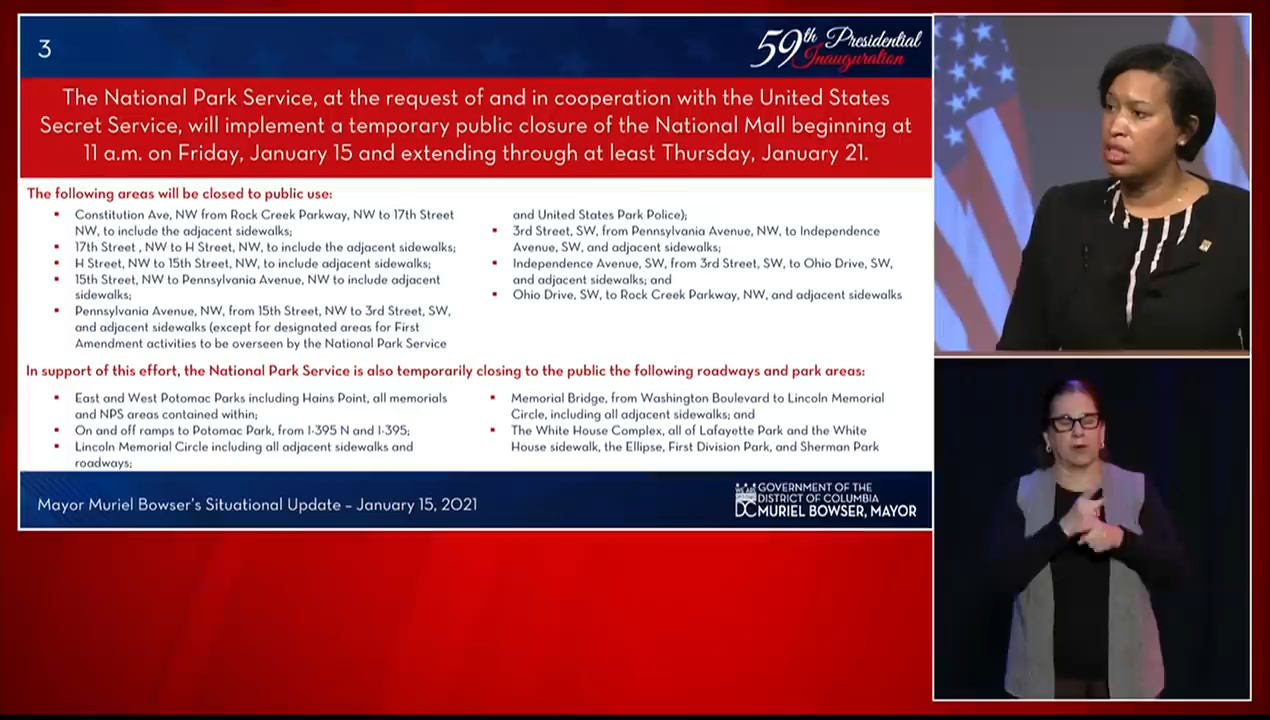 3
59th Presidential
Inauguration
The National Park Service, at the request of and in cooperation with the United States
Secret Service, will implement a temporary public closure of the National Mall beginning at
11 a.m. on Friday, January 15 and extending through at least Thursday, January 21.
The following areas will be closed to public use:
Constitution Ave, NW from Rock Creek Parkway, NW to 17th Street
NW, to include the adjacent sidewalks;
17th Street , NW to H Street, NW, to include the adjacent sidewalks;
H Street, NW to 15th Street, NW, to include adjacent sidewalks;
15th Street, NW to Pennsylvania Avenue, NW to include adjacent
sidewalks;
Pennsylvania Avenue, NW, from 15th Street, NW to 3rd Street, SW,
and adjacent sidewalks (except for designated areas for First
Amendment activities to be overseen by the National Park Service
and United States Park Police);
3rd Street, SW, from Pennsylvania Avenue, NW, to Independence
Avenue, SW, and adjacent sidewalks;
Independence Avenue, SW, from 3rd Street, SW, to Ohio Drive, SW,
and adjacent sidewalks; and
Ohio Drive, SW, to Rock Creek Parkway, NW, and adjacent sidewalks
In support of this effort, the National Park Service is also temporarily closing to the public the following roadways and park areas:
East and West Potomac Parks including Hains Point, all memorials
and NPS areas contained within;
On and off ramps to Potomac Park, from I-395 N and I-395;
Lincoln Memorial Circle including all adjacent sidewalks and
roadways;
Memorial Bridge, from Washington Boulevard to Lincoln Memorial
Circle, including all adjacent sidewalks; and
The White House Complex, all of Lafayette Park and the White
House sidewalk, the Ellipse, First Division Park, and Sherman Park
Mayor Muriel Bowser's Situational Update – January 15, 2021
WE ARE
WASHINGTON
DC
GOVERNMENT OF THE
DISTRICT OF COLUMBIA
MURIEL BOWSER, MAYOR